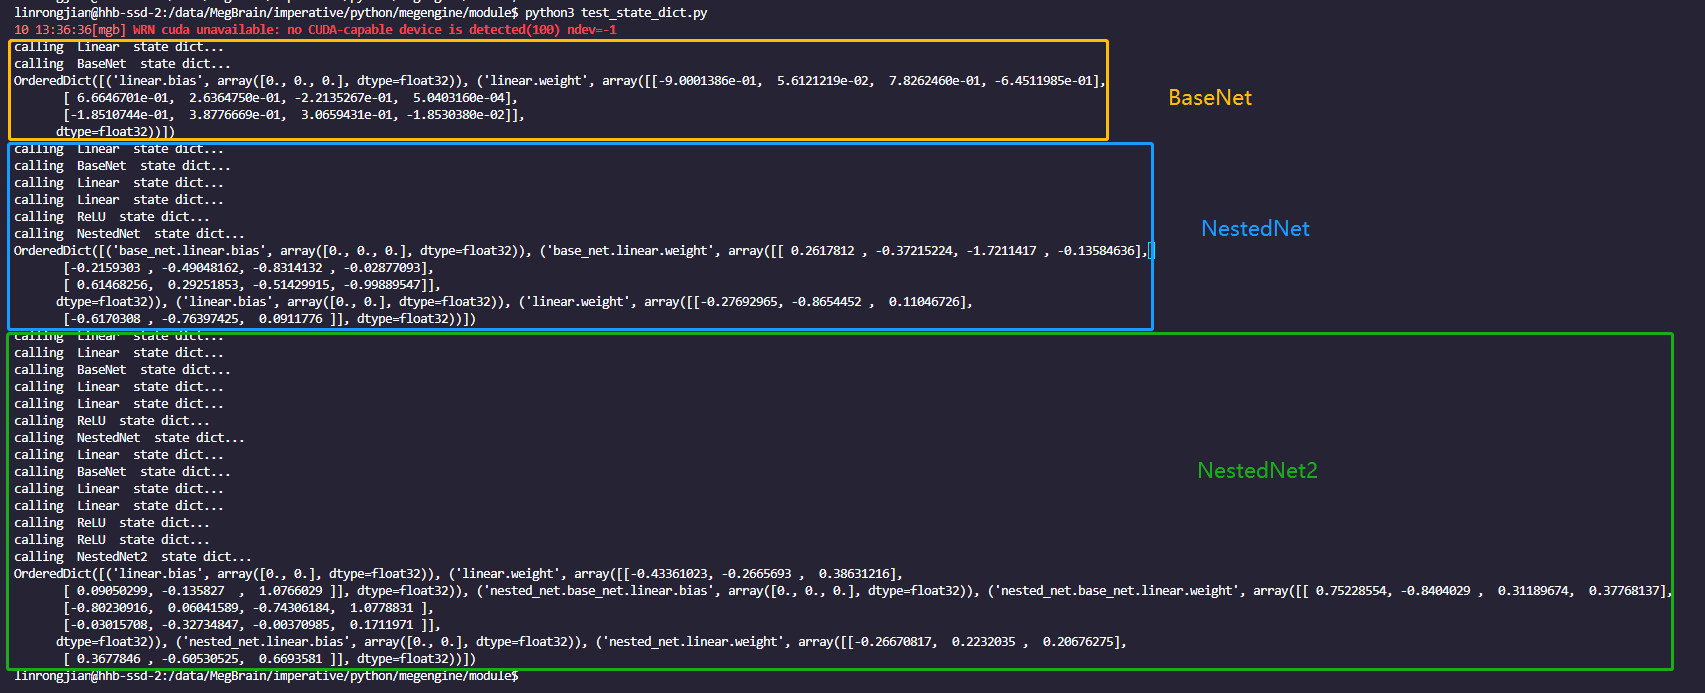 linrongjian@hhb-ssd-2:/data/MegBrain/imperative/python/megengine/module$ python3 test_state_dict.py
10 13:36:36[mgb] WRN cuda unavailable: no CUDA-capable device is detected(100) ndev=-1
calling  Linear  state dict...
calling  BaseNet  state dict...
OrderedDict([('linear.bias', array([0., 0., 0.], dtype=float32)), ('linear.weight', array([[-9.0001386e-01,  5.6121219e-02,  7.8262460e-01, -6.4511985e-01],
[ 6.6646701e-01,  2.6364750e-01, -2.2135267e-01,  5.0403160e-04],
[-1.8510744e-01,  3.8776669e-01,  3.0659431e-01, -1.8530380e-02]],
dtype=float32))])
BaseNet
calling  Linear  state dict...
calling  BaseNet  state dict...
calling  Linear  state dict...
calling  Linear  state dict...
calling  ReLU  state dict...
calling  NestedNet  state dict...
OrderedDict([('base_net.linear.bias', array([0., 0., 0.], dtype=float32)), ('base_net.linear.weight', array([[ 0.2617812 , -0.37215224, -1.7211417 , -0.13584636],
[-0.2159303 , -0.49048162, -0.8314132 , -0.02877093],
[ 0.61468256,  0.29251853, -0.51429915, -0.99889547]],
dtype=float32)), ('linear.bias', array([0., 0.], dtype=float32)), ('linear.weight', array([[-0.27692965, -0.8654452 ,  0.11046726],
[-0.6170308 , -0.76397425,  0.0911776 ]], dtype=float32))])
NestedNet
calling  Linear  state dict...
calling  Linear  state dict...
calling  BaseNet  state dict...
calling  Linear  state dict...
calling  Linear  state dict...
calling  ReLU  state dict...
calling  NestedNet  state dict...
calling  Linear  state dict...
calling  BaseNet  state dict...
calling  Linear  state dict...
calling  Linear  state dict...
calling  ReLU  state dict...
calling  ReLU  state dict...
calling  NestedNet2  state dict...
OrderedDict([('linear.bias', array([0., 0.], dtype=float32)), ('linear.weight', array([[-0.43361023, -0.2665693 ,  0.38631216],
[ 0.09050299, -0.135827  ,  1.0766029 ]], dtype=float32)), ('nested_net.base_net.linear.bias', array([0., 0., 0.], dtype=float32)), ('nested_net.base_net.linear.weight', array([[ 0.75228554, -0.8404029 ,  0.31189674,  0.37768137],
[-0.80230916,  0.06041589, -0.74306184,  1.0778831 ],
[-0.03015708, -0.32734847, -0.00370985,  0.1711971 ]],
dtype=float32)), ('nested_net.linear.bias', array([0., 0.], dtype=float32)), ('nested_net.linear.weight', array([[-0.26670817,  0.2232035 ,  0.20676275],
[ 0.3677846 , -0.60530525,  0.6693581 ]], dtype=float32))])
NestedNet2
linrongjian@hhb-ssd-2:/data/MegBrain/imperative/python/megengine/module$